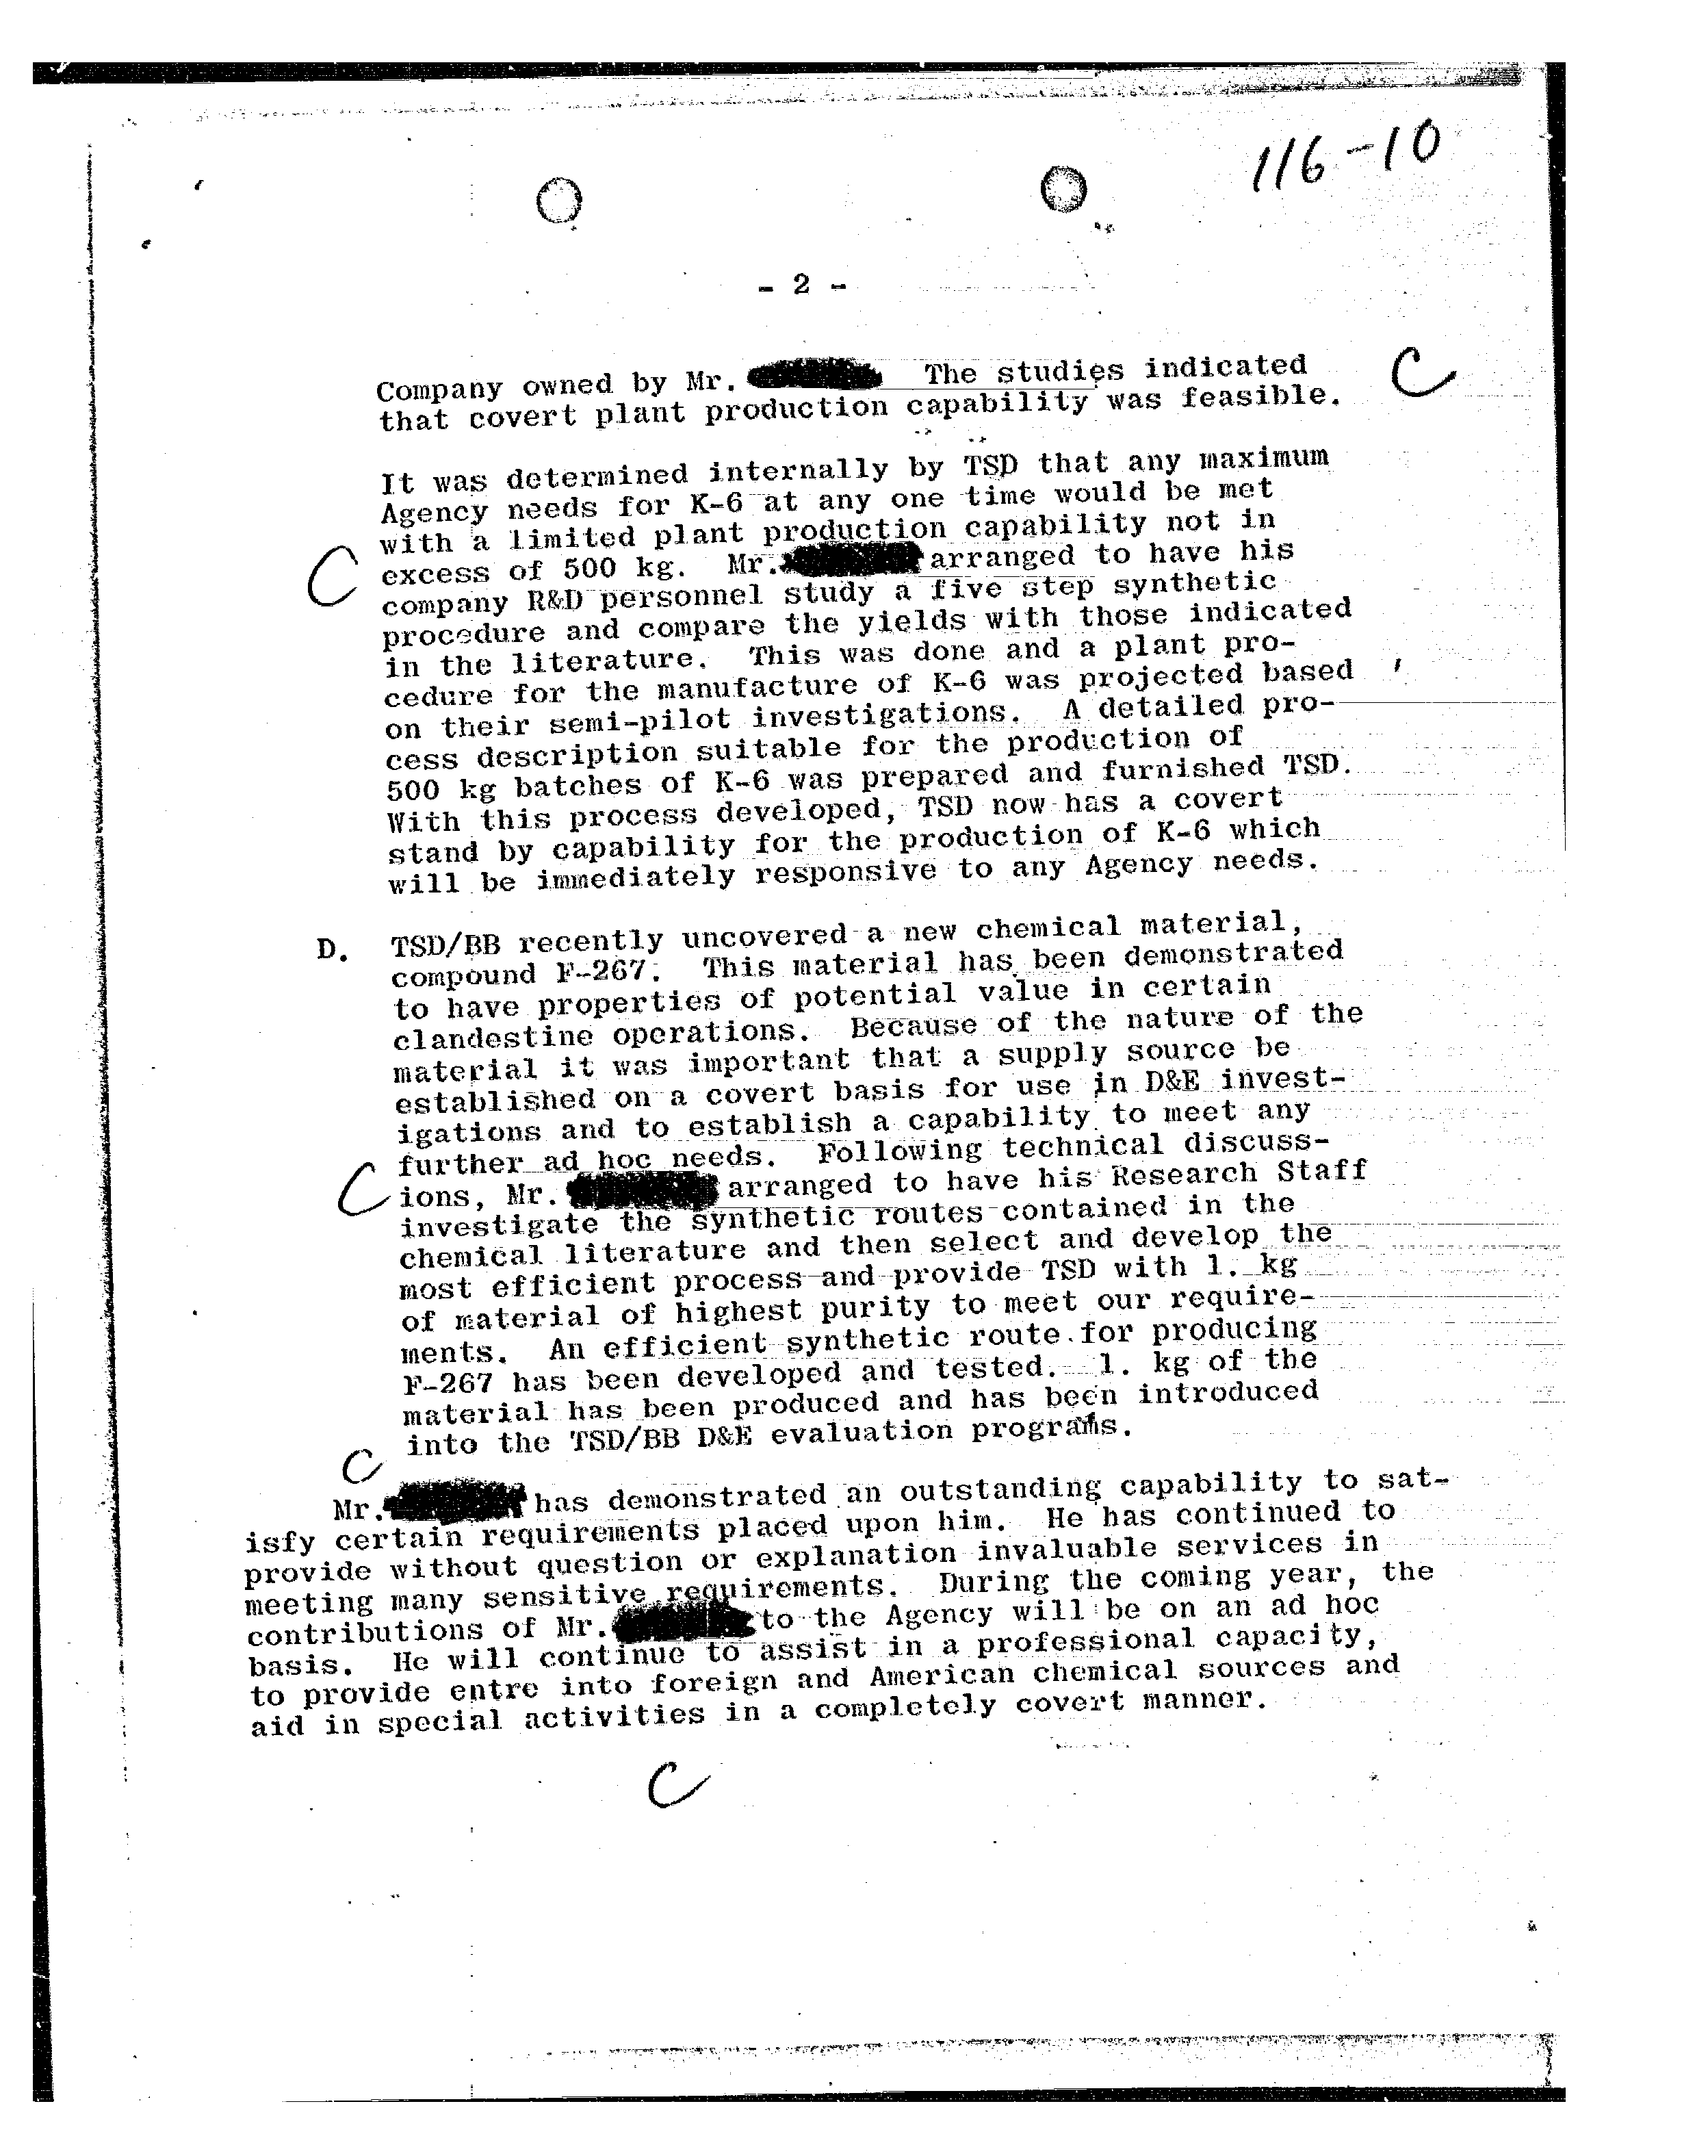 116-10
- 2 -
Company owned by Mr. The studies indicated
C
that covert plant production capability was feasible.
It was determined internally by TSD that any maximum
Agency needs for K-6 at any one time would be met
with a limited plant production capability not in
C
excess of 500 kg. Mr. arranged to have his
company R&D personnel study a five step synthetic
procedure and compare the yields with those indicated
in the literature. This was done and a plant pro-
cedure for the manufacture of K-6 was projected based
on their semi-pilot investigations. A detailed pro-
cess description suitable for the production of
500 kg batches of K-6 was prepared and furnished TSD.
With this process developed, TSD now has a covert
stand by capability for the production of K-6 which
will be immediately responsive to any Agency needs.
D. TSD/BB recently uncovered a new chemical material,
compound F-267. This material has been demonstrated
to have properties of potential value in certain
clandestine operations. Because of the nature of the
material it was important that a supply source be
established on a covert basis for use in D&E invest-
igations and to establish a capability to meet any
further ad hoc needs. Following technical discuss-
C
ions, Mr. arranged to have his Research Staff
investigate the synthetic routes contained in the
chemical literature and then select and develop the
most efficient process and provide TSD with 1. kg
of material of highest purity to meet our require-
ments. An efficient synthetic route for producing
F-267 has been developed and tested. 1. kg of the
material has been produced and has been introduced
into the TSD/BB D&E evaluation programs.
C
Mr. has demonstrated an outstanding capability to sat-
isfy certain requirements placed upon him. He has continued to
provide without question or explanation invaluable services in
meeting many sensitive requirements. During the coming year, the
contributions of Mr. to the Agency will be on an ad hoc
basis. He will continue to assist in a professional capacity,
to provide entre into foreign and American chemical sources and
aid in special activities in a completely covert manner.
C